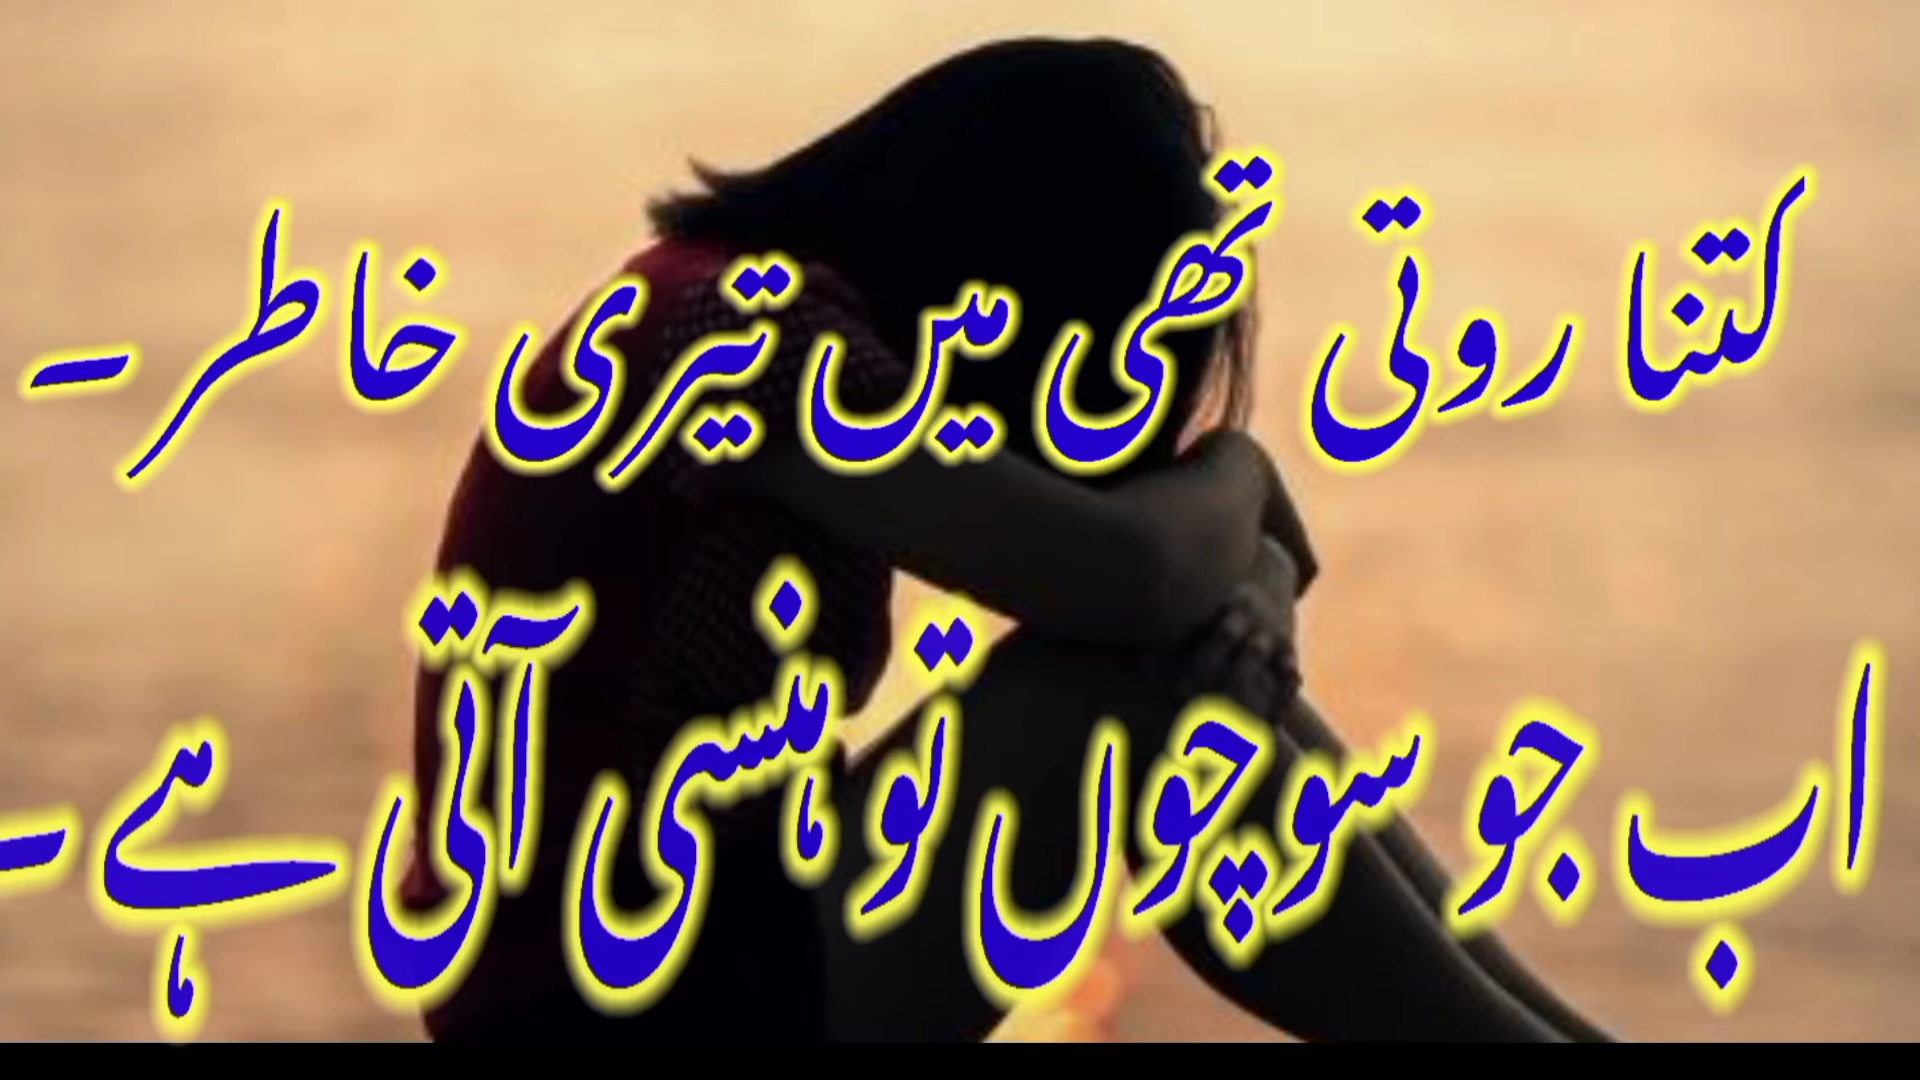 کتنا روتی تھی میں تیری خاطر۔
اب جو سوچوں تو ہنسی آتی ہے۔